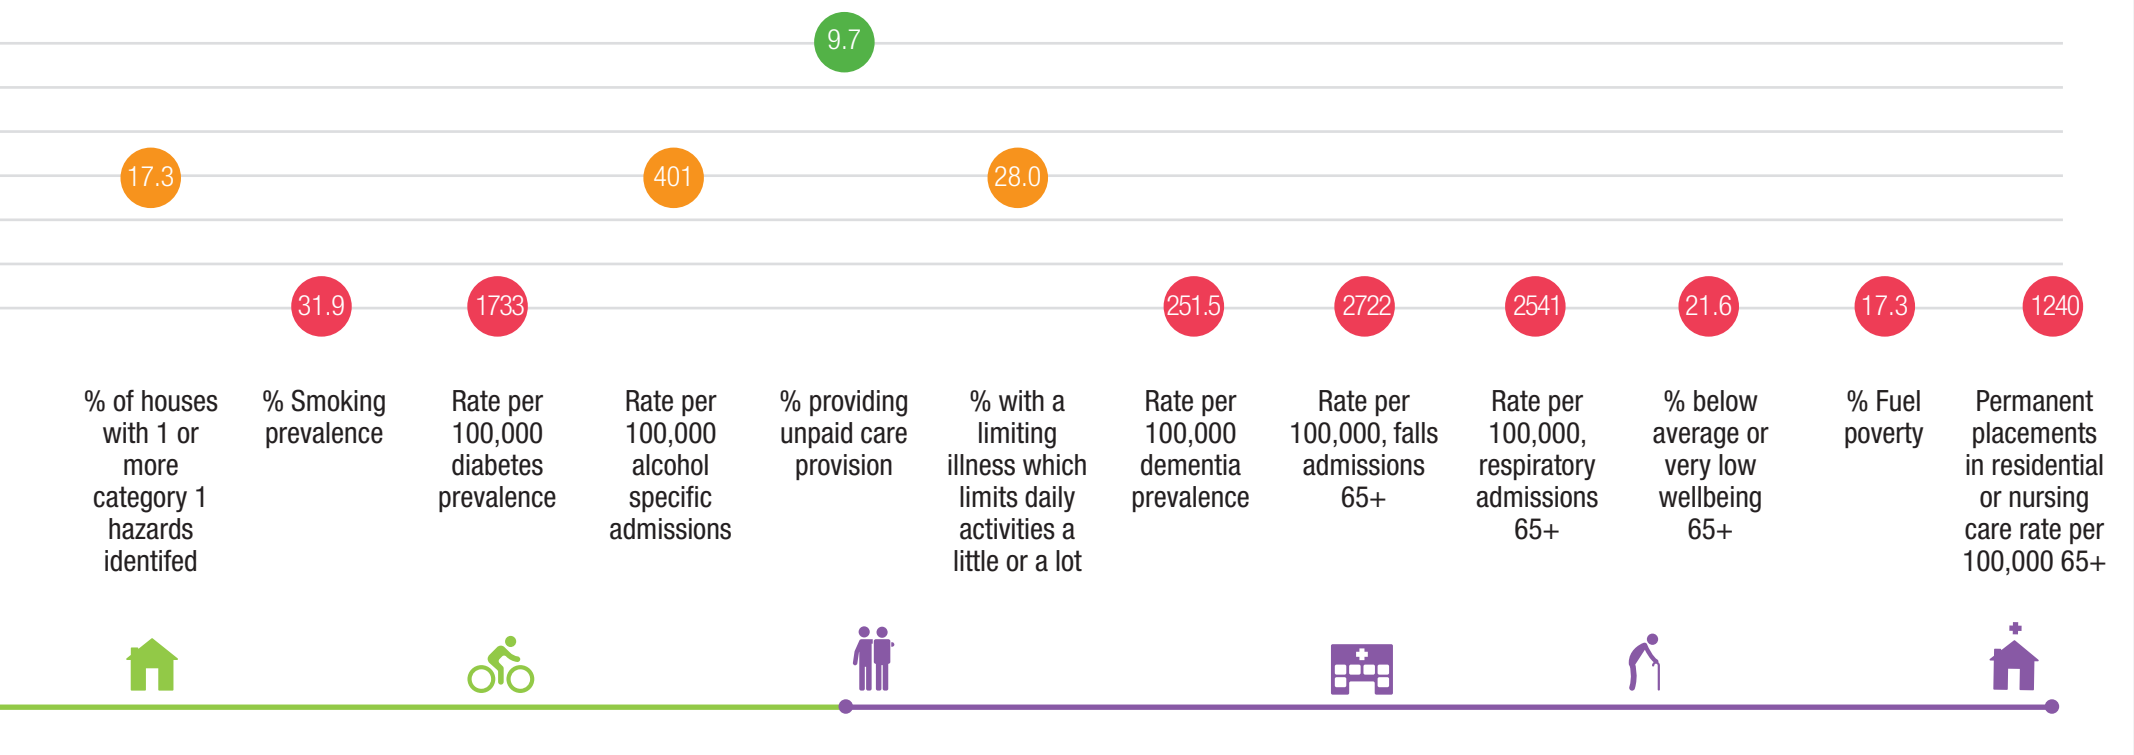 9.7
17.3
401
28.0
31.9
1733
251.5
2722
2541
21.6
17.3
1240
% of houses
with 1 or
more
category 1
hazards
identifed
% Smoking
prevalence
Rate per
100,000
diabetes
prevalence
Rate per
100,000
alcohol
specific
admissions
% providing
unpaid care
provision
% with a
limiting
illness which
limits daily
activities a
little or a lot
Rate per
100,000
dementia
prevalence
Rate per
100,000, falls
admissions
65+
Rate per
100,000,
respiratory
admissions
65+
% below
average or
very low
wellbeing
65+
% Fuel
poverty
Permanent
placements
in residential
or nursing
care rate per
100,000 65+